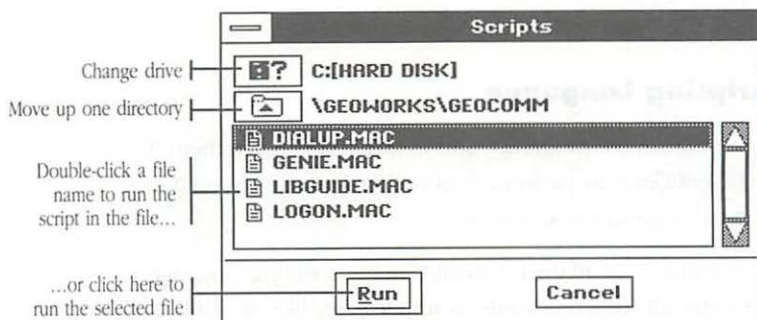 Scripts
Change drive
? C:[HARD DISK]
Move up one directory
\GEOWORKS\GEOCOMM
DIALUP.MAC
GENIE.MAC
LIBGUIDE.MAC
LOGON.MAC
Double-click a file
name to run the
script in the file...
...or click here to
run the selected file
Run
Cancel